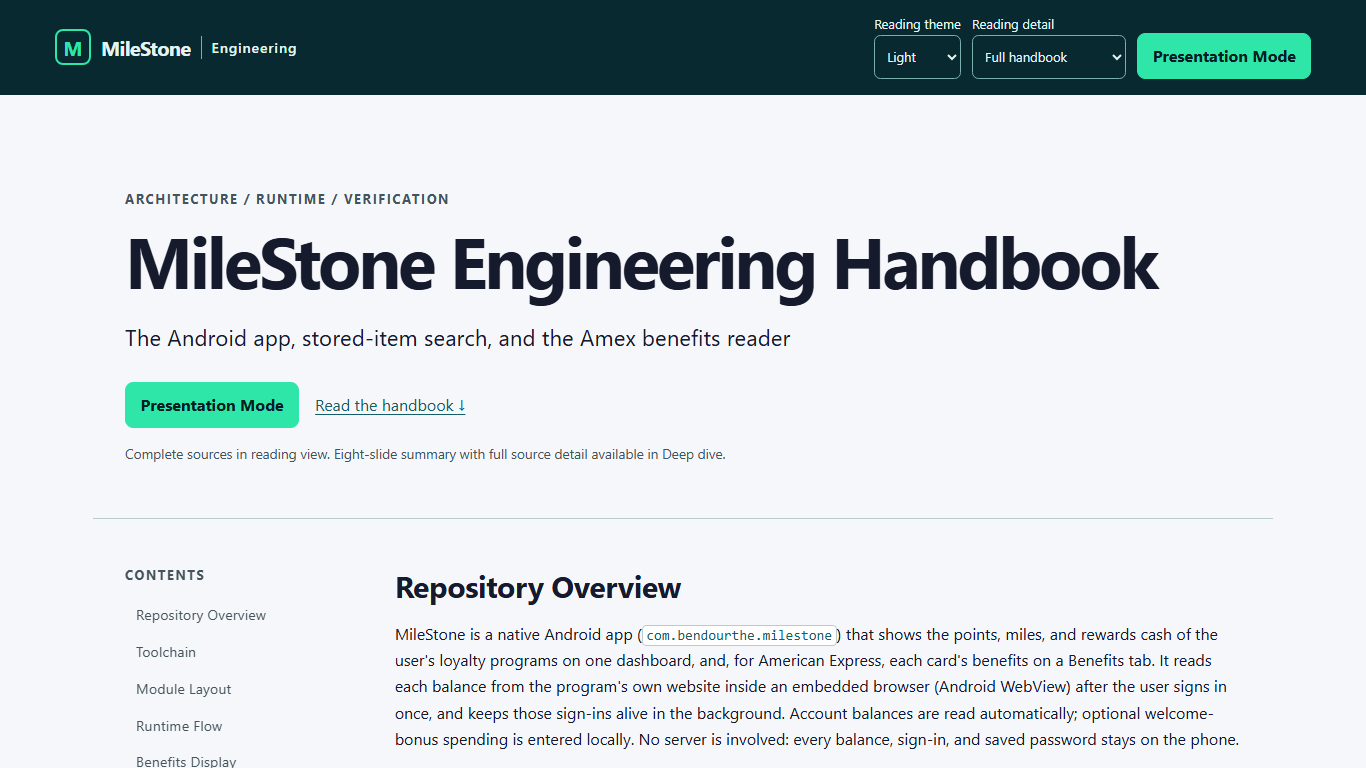 M MileStone Engineering
Reading theme
Light
Reading detail
Full handbook
Presentation Mode
ARCHITECTURE / RUNTIME / VERIFICATION
MileStone Engineering Handbook
The Android app, stored-item search, and the Amex benefits reader
Presentation Mode
Read the handbook ↓
Complete sources in reading view. Eight-slide summary with full source detail available in Deep dive.
CONTENTS
Repository Overview
Toolchain
Module Layout
Runtime Flow
Benefits Display
Repository Overview
MileStone is a native Android app (com.bendourthe.milestone) that shows the points, miles, and rewards cash of the
user's loyalty programs on one dashboard, and, for American Express, each card's benefits on a Benefits tab. It reads
each balance from the program's own website inside an embedded browser (Android WebView) after the user signs in
once, and keeps those sign-ins alive in the background. Account balances are read automatically; optional welcome-
bonus spending is entered locally. No server is involved: every balance, sign-in, and saved password stays on the phone.